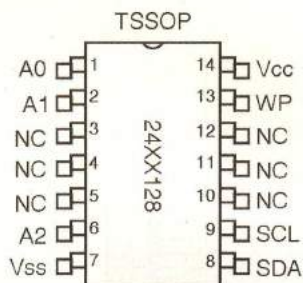 TSSOP
A0 1 14 Vcc
A1 2 13 WP
NC 3 12 NC
NC 4 11 NC
NC 5 10 NC
A2 6 9 SCL
Vss 7 8 SDA
24XX128